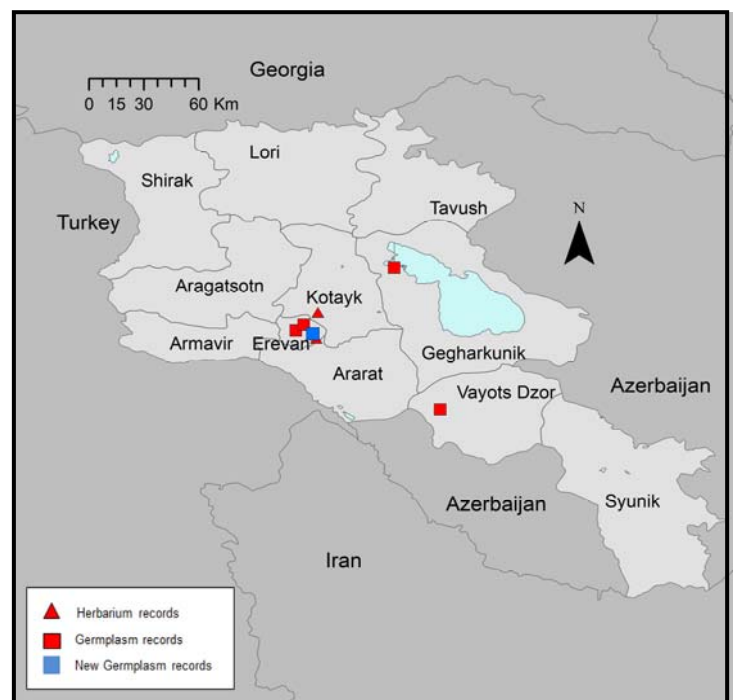 Georgia
0 15 30 60 Km
Lori
Shirak
Tavush
N
Turkey
Aragatsotn
Kotayk
Armavir
Erevan
Gegharkunik
Ararat
Vayots Dzor
Azerbaijan
Azerbaijan
Syunik
Iran
Herbarium records
Germplasm records
New Germplasm records